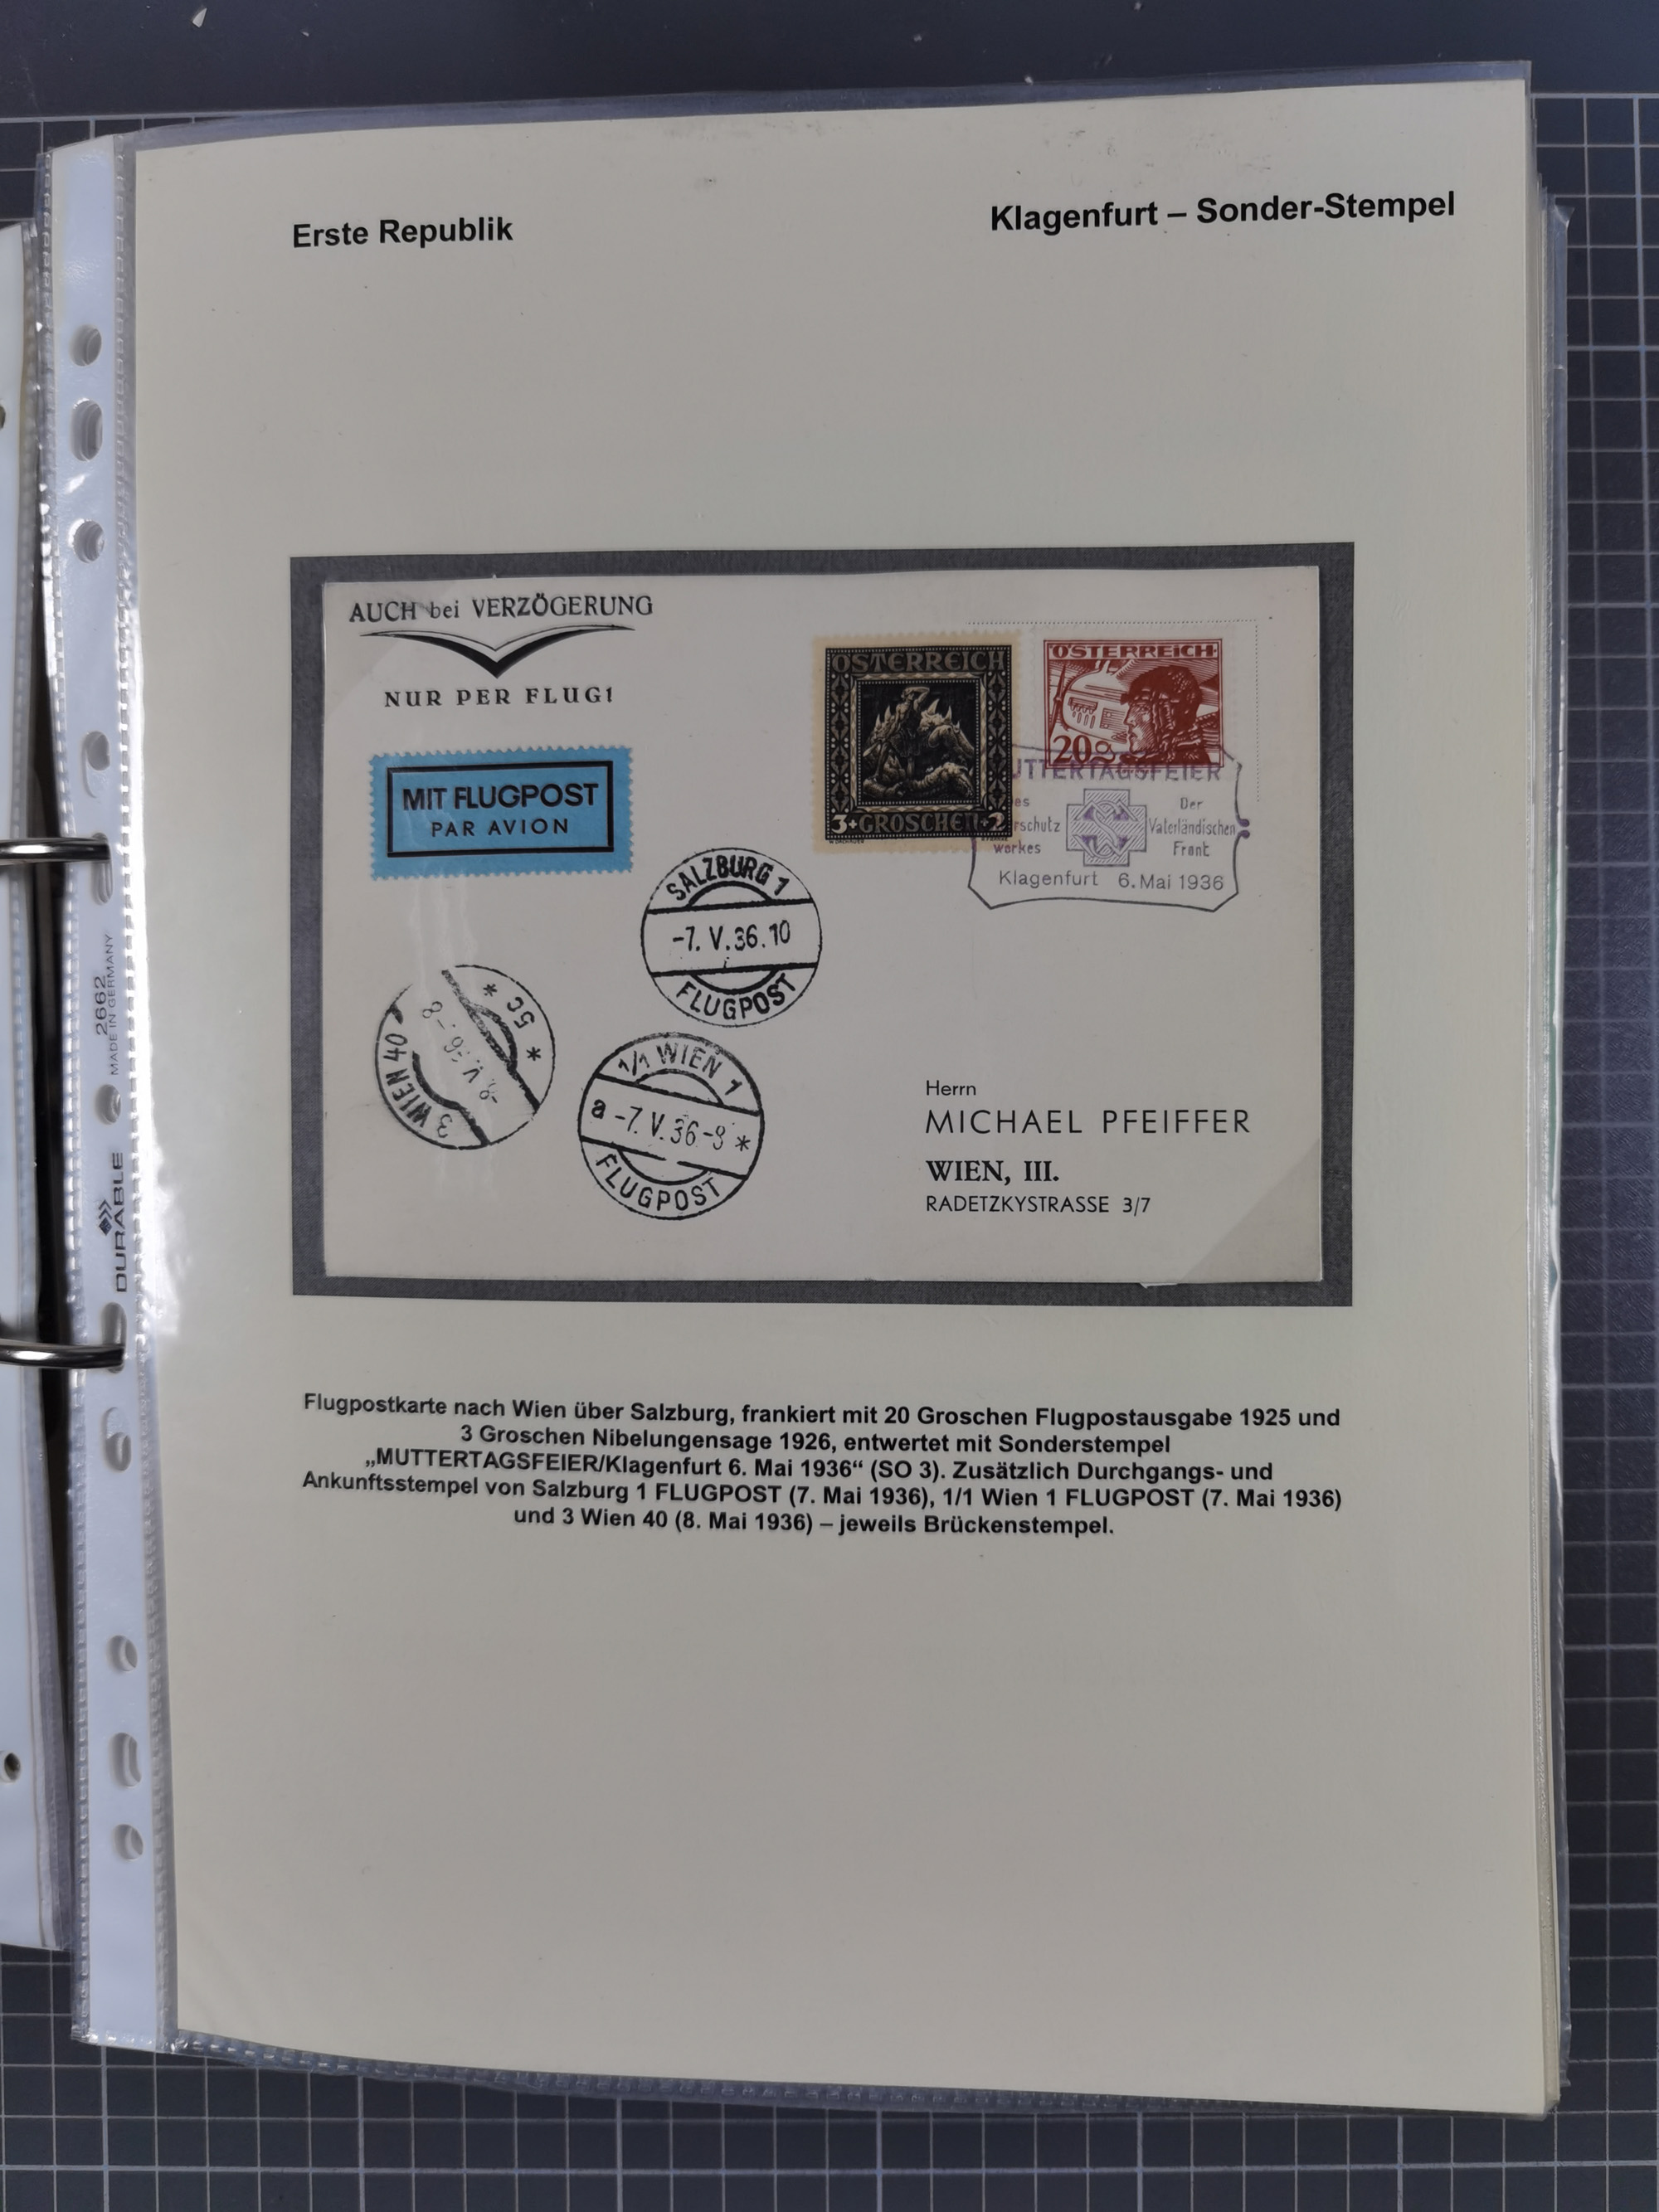 Erste Republik
Klagenfurt – Sonder-Stempel
AUCH bei VERZÖGERUNG
NUR PER FLUG!
MIT FLUGPOST
PAR AVION
ÖSTERREICH
3+GROSCHEN+2
ÖSTERREICH
20g
UTTERTAGSFEIER
es
rschutz
werkes
Der
Vaterländischen
Front
Klagenfurt 6. Mai 1936
SALZBURG 1
-7. V. 36. 10
FLUGPOST
3 WIEN 40
-8. V. 36.-8
* 5c *
1/1 WIEN 1
a -7. V. 36-8 *
FLUGPOST
Herrn
MICHAEL PFEIFFER
WIEN, III.
RADETZKYSTRASSE 3/7
Flugpostkarte nach Wien über Salzburg, frankiert mit 20 Groschen Flugpostausgabe 1925 und
3 Groschen Nibelungensage 1926, entwertet mit Sonderstempel
„MUTTERTAGSFEIER/Klagenfurt 6. Mai 1936“ (SO 3). Zusätzlich Durchgangs- und
Ankunftsstempel von Salzburg 1 FLUGPOST (7. Mai 1936), 1/1 Wien 1 FLUGPOST (7. Mai 1936)
und 3 Wien 40 (8. Mai 1936) – jeweils Brückenstempel.
DURABLE
2662
MADE IN GERMANY